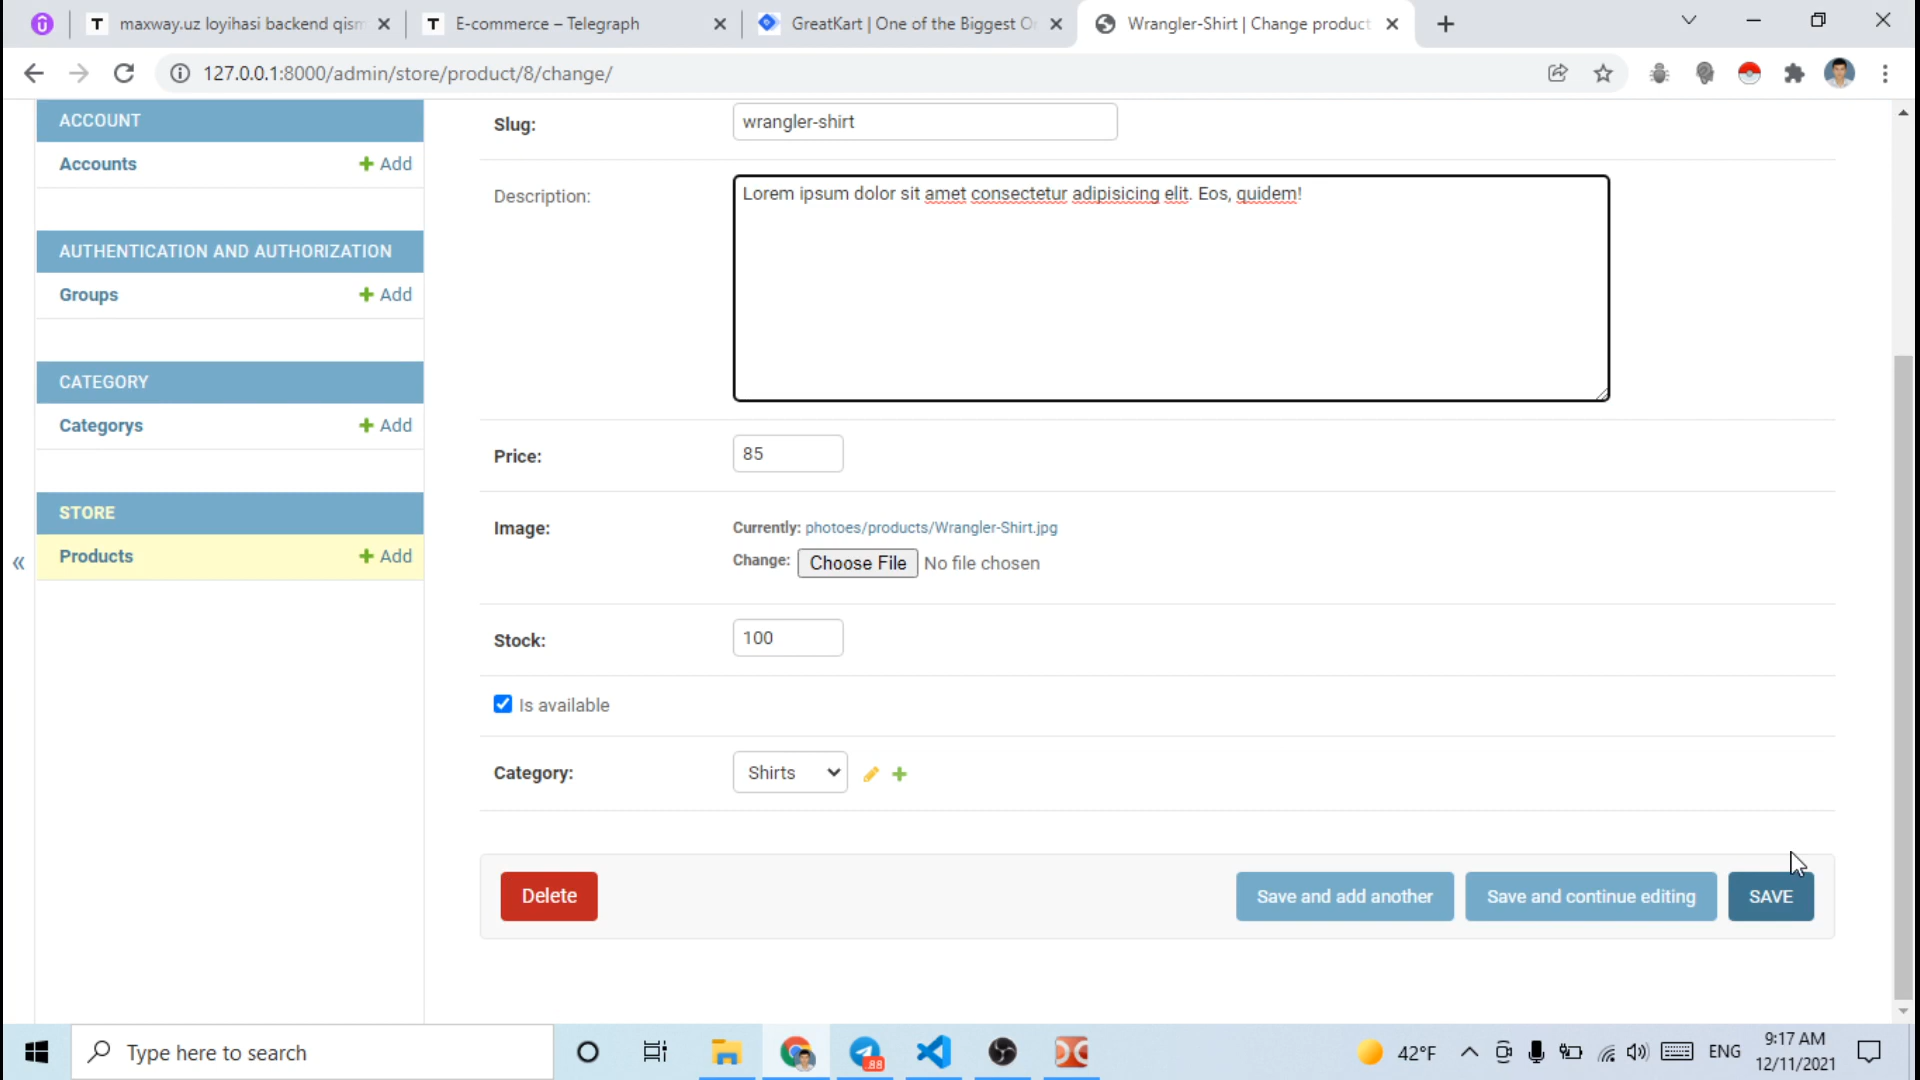 maxway.uz loyihasi backend qism
E-commerce – Telegraph
GreatKart | One of the Biggest O
Wrangler-Shirt | Change product
127.0.0.1:8000/admin/store/product/8/change/
ACCOUNT
Accounts
Add
AUTHENTICATION AND AUTHORIZATION
Groups
Add
CATEGORY
Categorys
Add
STORE
Products
Add
«
Slug:
wrangler-shirt
Description:
Lorem ipsum dolor sit amet consectetur adipisicing elit. Eos, quidem!
Price:
85
Image:
Currently: photoes/products/Wrangler-Shirt.jpg
Change: Choose File No file chosen
Stock:
100
Is available
Category:
Shirts
Delete
Save and add another
Save and continue editing
SAVE
Type here to search
88
42°F
ENG
9:17 AM
12/11/2021